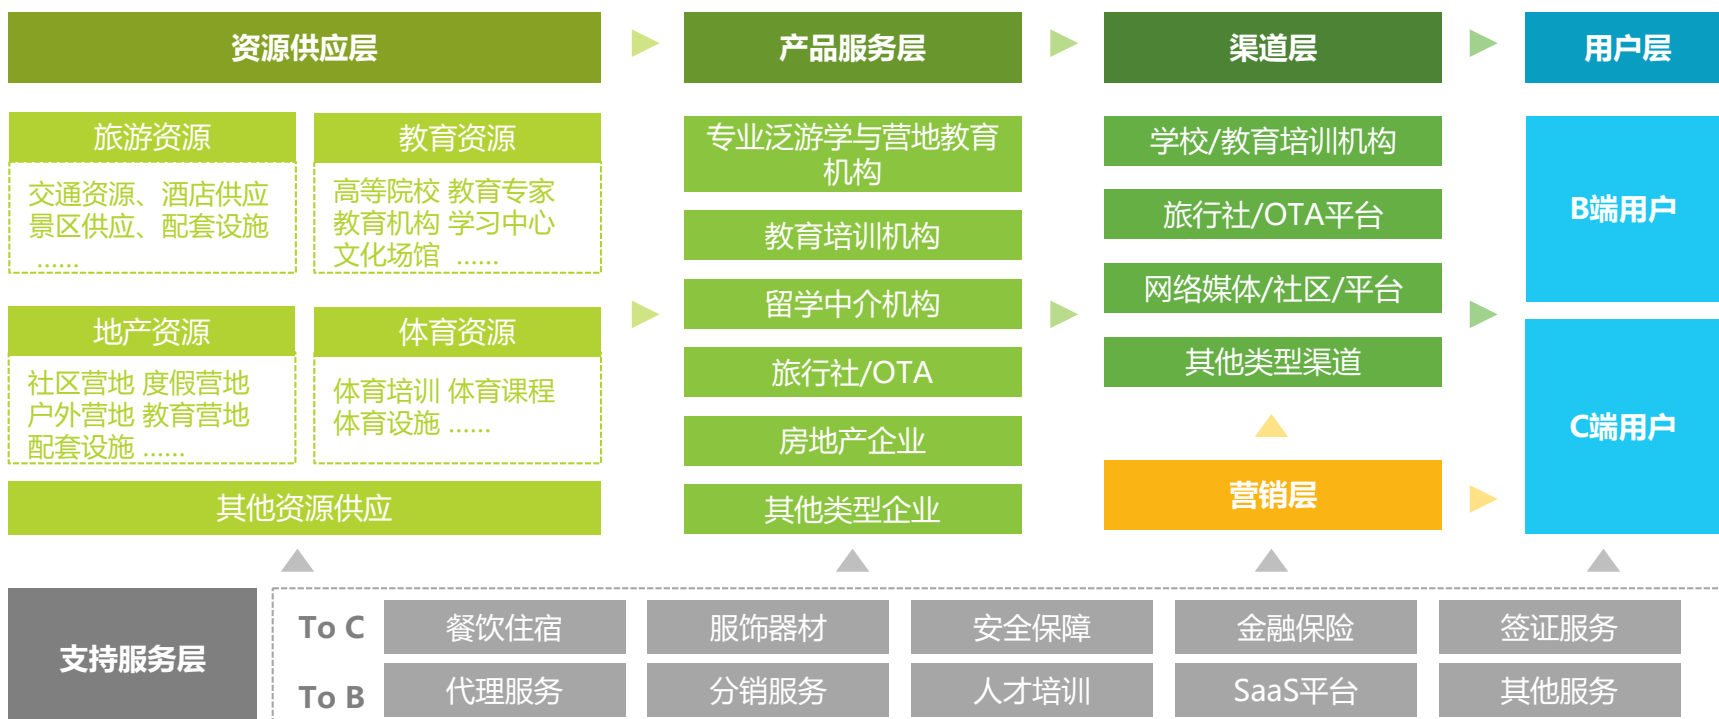 资源供应层
产品服务层
渠道层
用户层
旅游资源
交通资源、酒店供应
景区供应、配套设施
......
教育资源
高等院校 教育专家
教育机构 学习中心
文化场馆 ......
地产资源
社区营地 度假营地
户外营地 教育营地
配套设施 ......
体育资源
体育培训 体育课程
体育设施 ......
其他资源供应
专业泛游学与营地教育
机构
教育培训机构
留学中介机构
旅行社/OTA
房地产企业
其他类型企业
学校/教育培训机构
旅行社/OTA平台
网络媒体/社区/平台
其他类型渠道
营销层
B端用户
C端用户
支持服务层
To C
餐饮住宿
服饰器材
安全保障
金融保险
签证服务
To B
代理服务
分销服务
人才培训
SaaS平台
其他服务